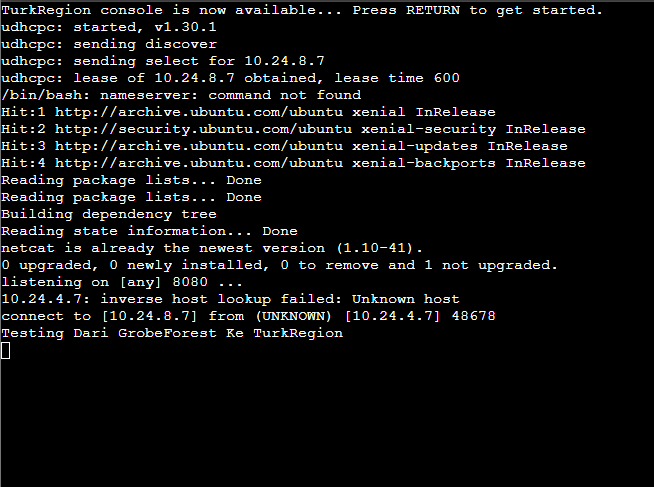 TurkRegion console is now available... Press RETURN to get started.
udhcpc: started, v1.30.1
udhcpc: sending discover
udhcpc: sending select for 10.24.8.7
udhcpc: lease of 10.24.8.7 obtained, lease time 600
/bin/bash: nameserver: command not found
Hit:1 http://archive.ubuntu.com/ubuntu xenial InRelease
Hit:2 http://security.ubuntu.com/ubuntu xenial-security InRelease
Hit:3 http://archive.ubuntu.com/ubuntu xenial-updates InRelease
Hit:4 http://archive.ubuntu.com/ubuntu xenial-backports InRelease
Reading package lists... Done
Reading package lists... Done
Building dependency tree
Reading state information... Done
netcat is already the newest version (1.10-41).
0 upgraded, 0 newly installed, 0 to remove and 1 not upgraded.
listening on [any] 8080 ...
10.24.4.7: inverse host lookup failed: Unknown host
connect to [10.24.8.7] from (UNKNOWN) [10.24.4.7] 48678
Testing Dari GrobeForest Ke TurkRegion